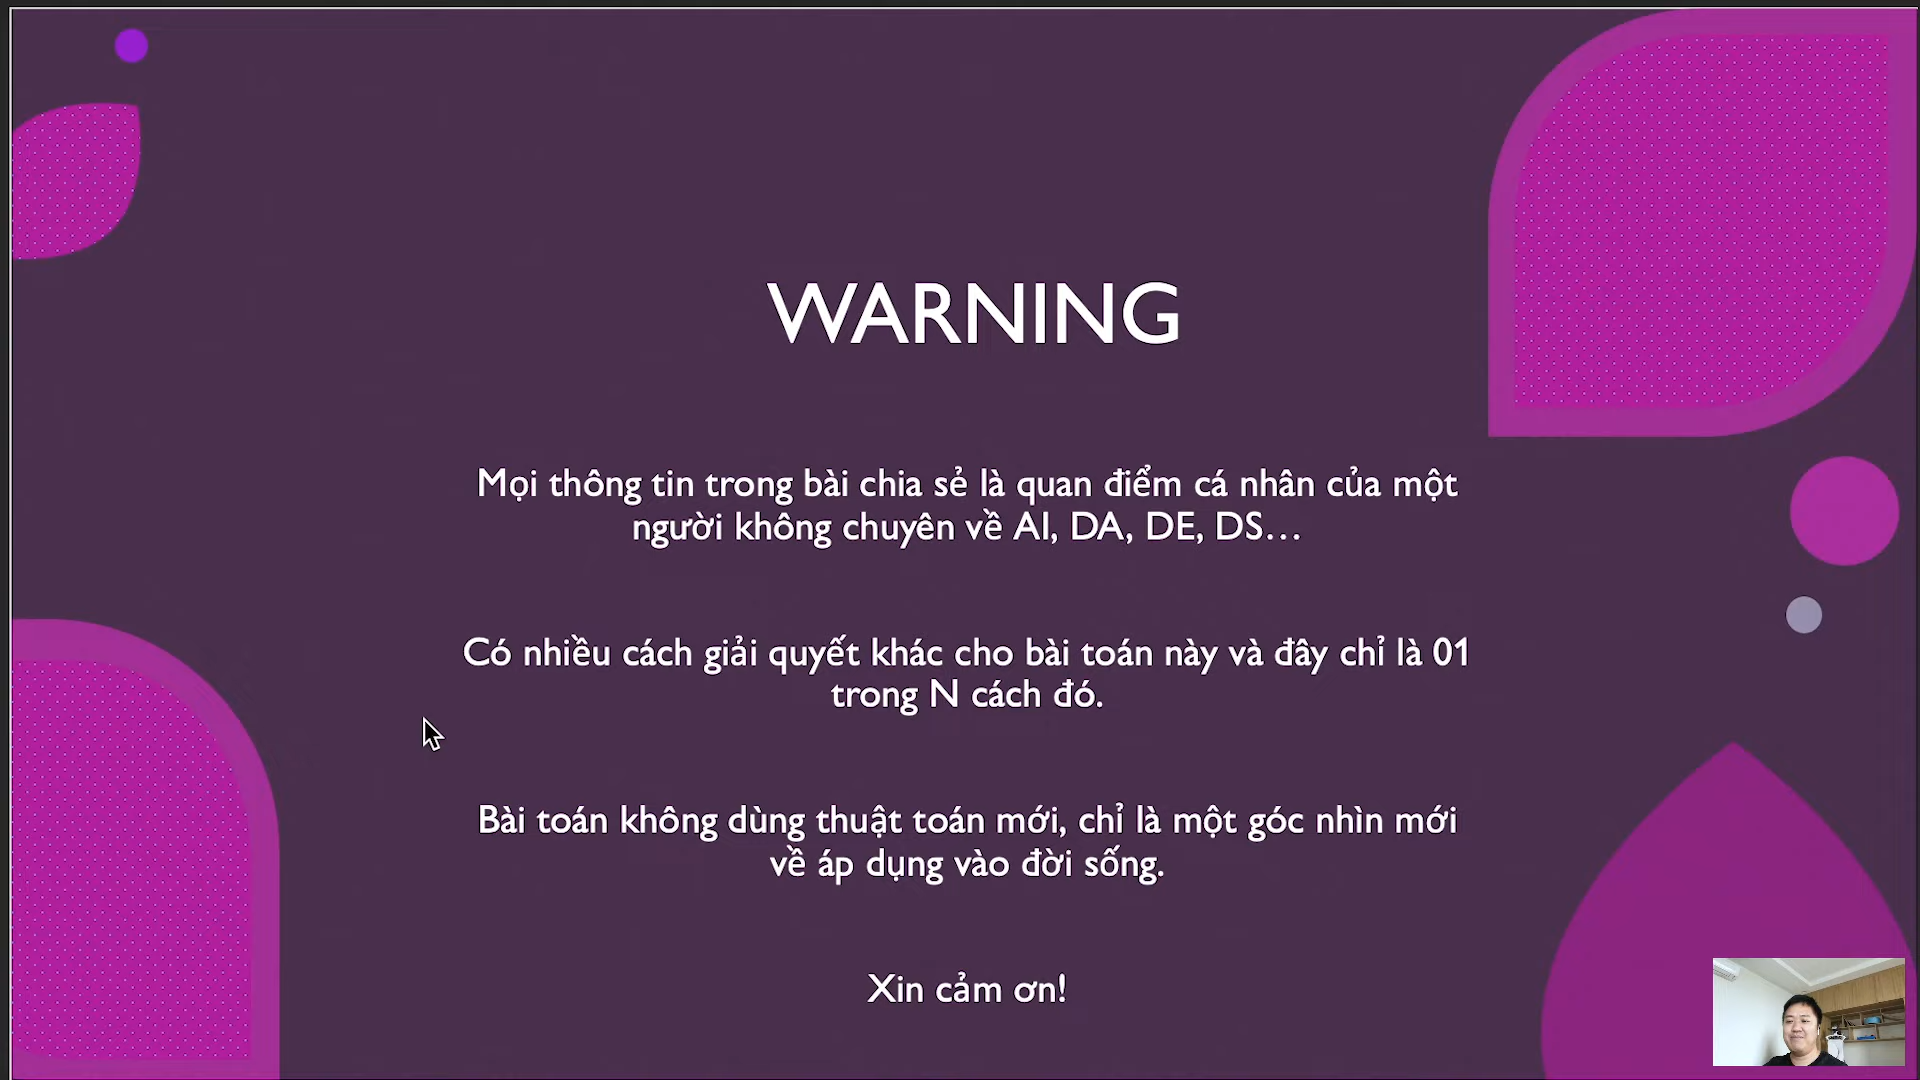 WARNING
Mọi thông tin trong bài chia sẻ là quan điểm cá nhân của một
người không chuyên về AI, DA, DE, DS...
Có nhiều cách giải quyết khác cho bài toán này và đây chỉ là 01
trong N cách đó.
Bài toán không dùng thuật toán mới, chỉ là một góc nhìn mới
về áp dụng vào đời sống.
Xin cảm ơn!